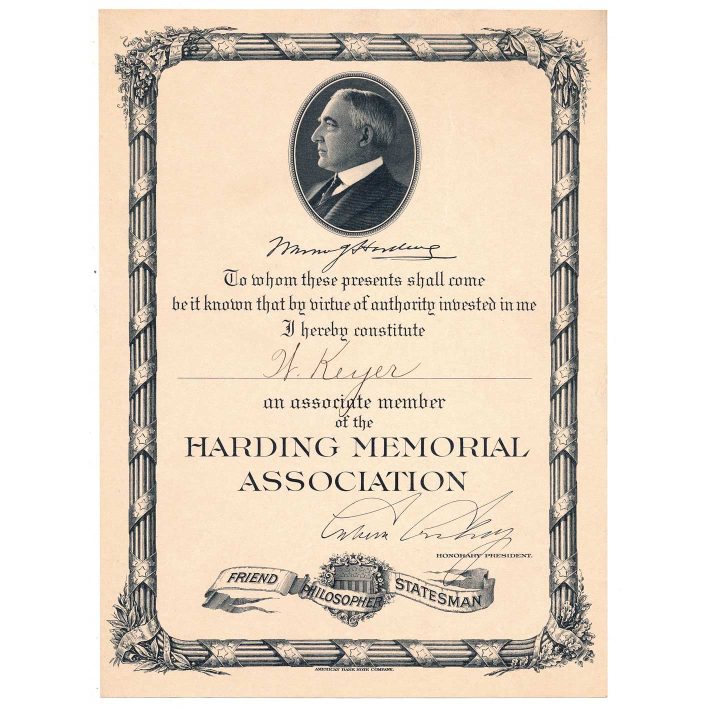 Warren G Harding
To whom these presents shall come
be it known that by virtue of authority invested in me
I hereby constitute
W. Keyer
an associate member
of the
HARDING MEMORIAL
ASSOCIATION
Calvin Coolidge
HONORARY PRESIDENT.
FRIEND PHILOSOPHER STATESMAN
AMERICAN BANK NOTE COMPANY.